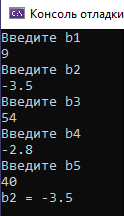 Консоль отладки
Введите b1
9
Введите b2
-3.5
Введите b3
54
Введите b4
-2.8
Введите b5
40
b2 = -3.5